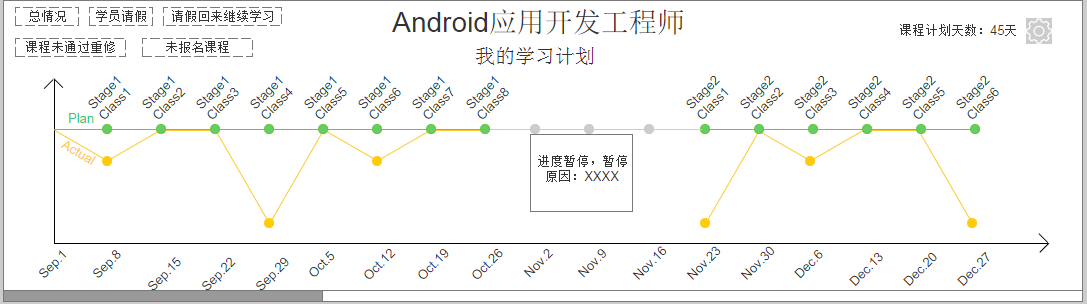 总情况 学员请假 请假回来继续学习
Android应用开发工程师
课程计划天数：45天
课程未通过重修 未报名课程
我的学习计划
Stage1
Class1
Stage1
Class2
Stage1
Class3
Stage1
Class4
Stage1
Class5
Stage1
Class6
Stage1
Class7
Stage1
Class8
Stage2
Class1
Stage2
Class2
Stage2
Class3
Stage2
Class4
Stage2
Class5
Stage2
Class6
Plan
Actual
进度暂停，暂停
原因：XXXX
Sep.1
Sep.8
Sep.15
Sep.22
Sep.29
Oct.5
Oct.12
Oct.19
Oct.26
Nov.2
Nov.9
Nov.16
Nov.23
Nov.30
Dec.6
Dec.13
Dec.20
Dec.27